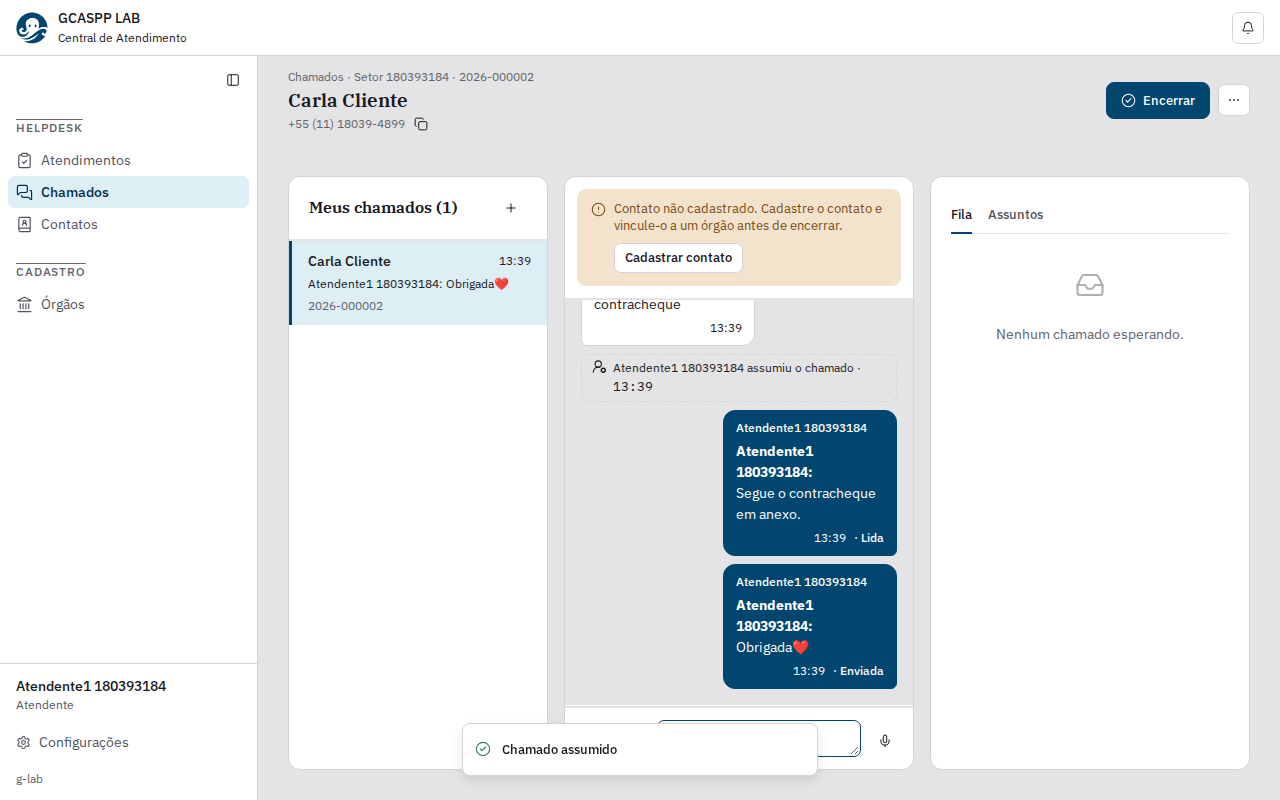 GCASPP LAB
Central de Atendimento
HELPDESK
Atendimentos
Chamados
Contatos
CADASTRO
Órgãos
Atendente1 180393184
Atendente
Configurações
g-lab
Chamados · Setor 180393184 · 2026-000002
Carla Cliente
+55 (11) 18039-4899
Encerrar
Meus chamados (1)
Carla Cliente 13:39
Atendente1 180393184: Obrigada❤️
2026-000002
Contato não cadastrado. Cadastre o contato e
vincule-o a um órgão antes de encerrar.
Cadastrar contato
contracheque
13:39
Atendente1 180393184 assumiu o chamado ·
13:39
Atendente1 180393184
Atendente1
180393184:
Segue o contracheque
em anexo.
13:39 · Lida
Atendente1 180393184
Atendente1
180393184:
Obrigada❤️
13:39 · Enviada
Chamado assumido
Fila Assuntos
Nenhum chamado esperando.